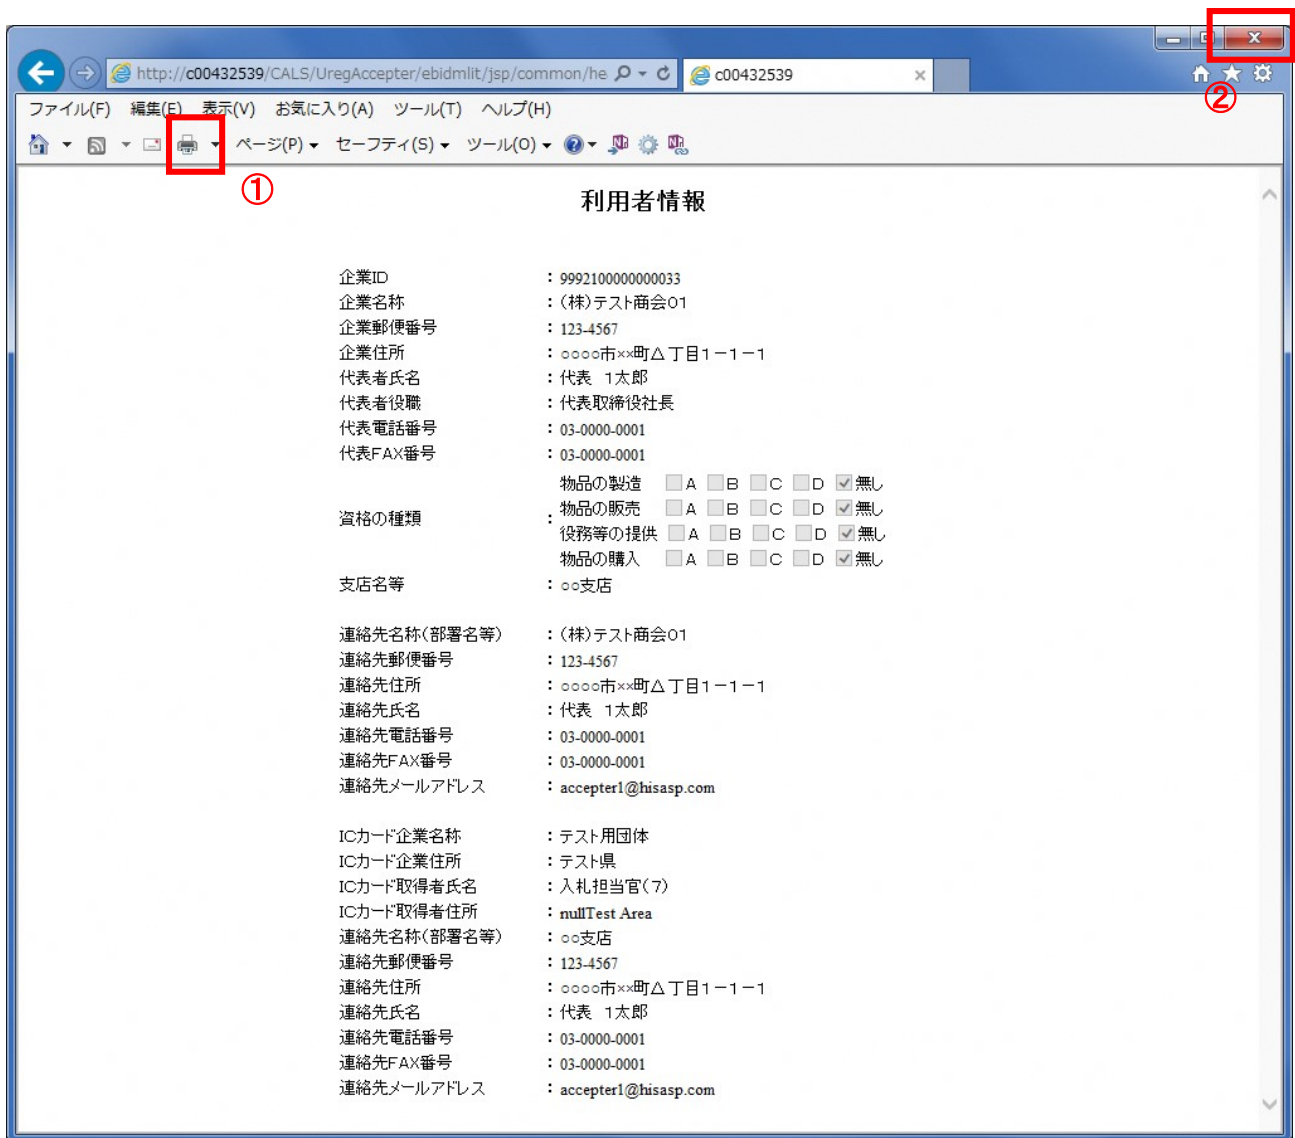 http://c00432539/CALS/UregAccepter/ebidmlit/jsp/common/he
c00432539
②
ファイル(F) 編集(E) 表示(V) お気に入り(A) ツール(T) ヘルプ(H)
ページ(P) セーフティ(S) ツール(O)
①
利用者情報
企業ID : 9992100000000033
企業名称 : (株)テスト商会01
企業郵便番号 : 123-4567
企業住所 : ○○○○市××町△丁目1-1-1
代表者氏名 : 代表 1太郎
代表者役職 : 代表取締役社長
代表電話番号 : 03-0000-0001
代表FAX番号 : 03-0000-0001
資格の種類 :
物品の製造 A B C D 無し
物品の販売 A B C D 無し
役務等の提供 A B C D 無し
物品の購入 A B C D 無し
支店名等 : ○○支店
連絡先名称(部署名等) : (株)テスト商会01
連絡先郵便番号 : 123-4567
連絡先住所 : ○○○○市××町△丁目1-1-1
連絡先氏名 : 代表 1太郎
連絡先電話番号 : 03-0000-0001
連絡先FAX番号 : 03-0000-0001
連絡先メールアドレス : accepter1@hisasp.com
ICカード企業名称 : テスト用団体
ICカード企業住所 : テスト県
ICカード取得者氏名 : 入札担当官(7)
ICカード取得者住所 : nullTest Area
連絡先名称(部署名等) : ○○支店
連絡先郵便番号 : 123-4567
連絡先住所 : ○○○○市××町△丁目1-1-1
連絡先氏名 : 代表 1太郎
連絡先電話番号 : 03-0000-0001
連絡先FAX番号 : 03-0000-0001
連絡先メールアドレス : accepter1@hisasp.com